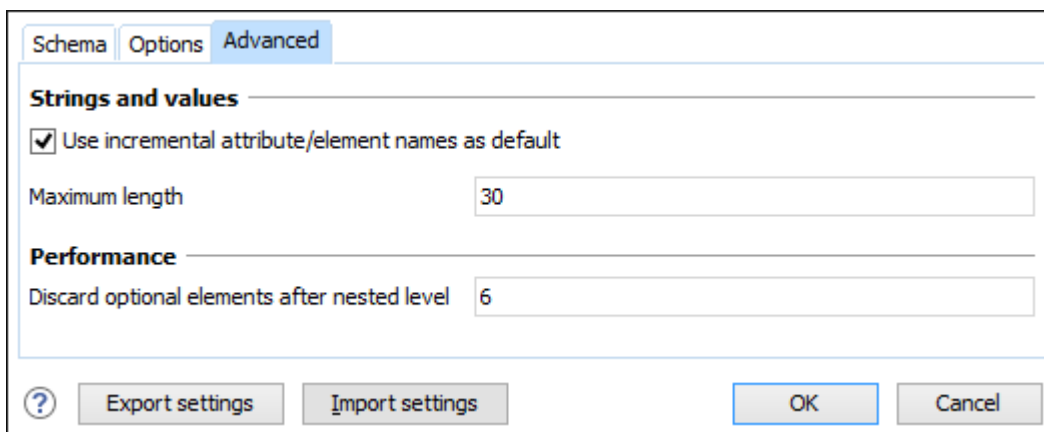 Schema Options Advanced
Strings and values
Use incremental attribute/element names as default
Maximum length 30
Performance
Discard optional elements after nested level 6
? Export settings Import settings OK Cancel